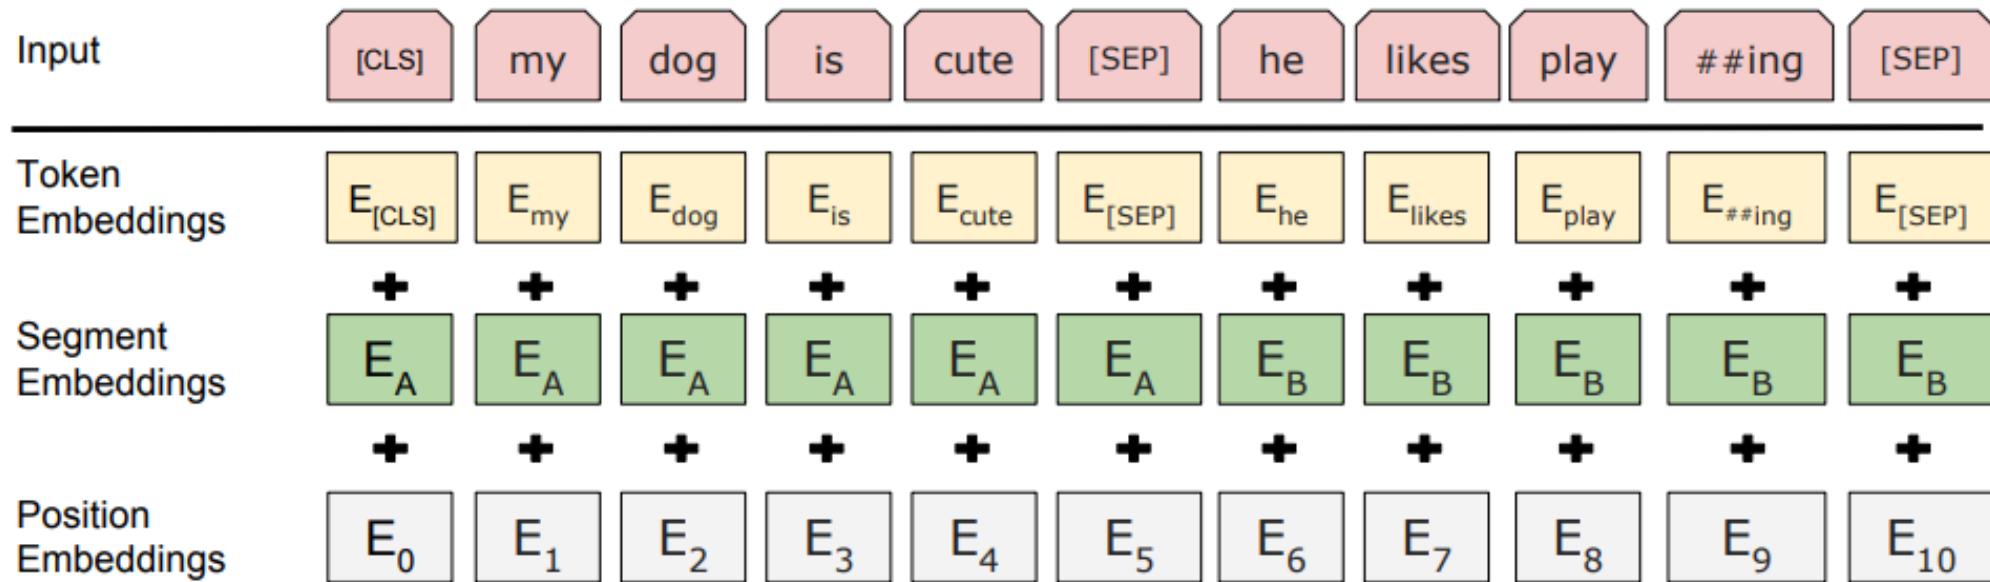 Input [CLS] my dog is cute [SEP] he likes play ##ing [SEP]
Token
Embeddings E[CLS] Emy Edog Eis Ecute E[SEP] Ehe Elikes Eplay E##ing E[SEP]
+ + + + + + + + + + +
Segment
Embeddings EA EA EA EA EA EA EB EB EB EB EB
+ + + + + + + + + + +
Position
Embeddings E0 E1 E2 E3 E4 E5 E6 E7 E8 E9 E10